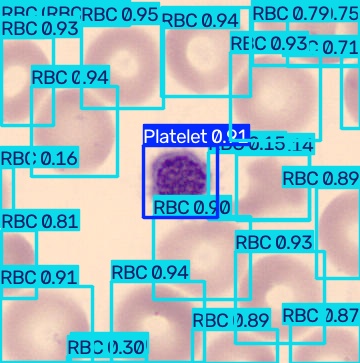 RBC
RBC 0.95
RBC 0.94
RBC 0.79
0.75
RBC 0.93
RBC 0.93
0.71
RBC 0.94
Platelet 0.91
RBC 0.16
RBC 0.15
.14
RBC 0.89
RBC 0.90
RBC 0.81
RBC 0.93
RBC 0.91
RBC 0.94
RBC 0.89
RBC 0.87
RBC 0.30